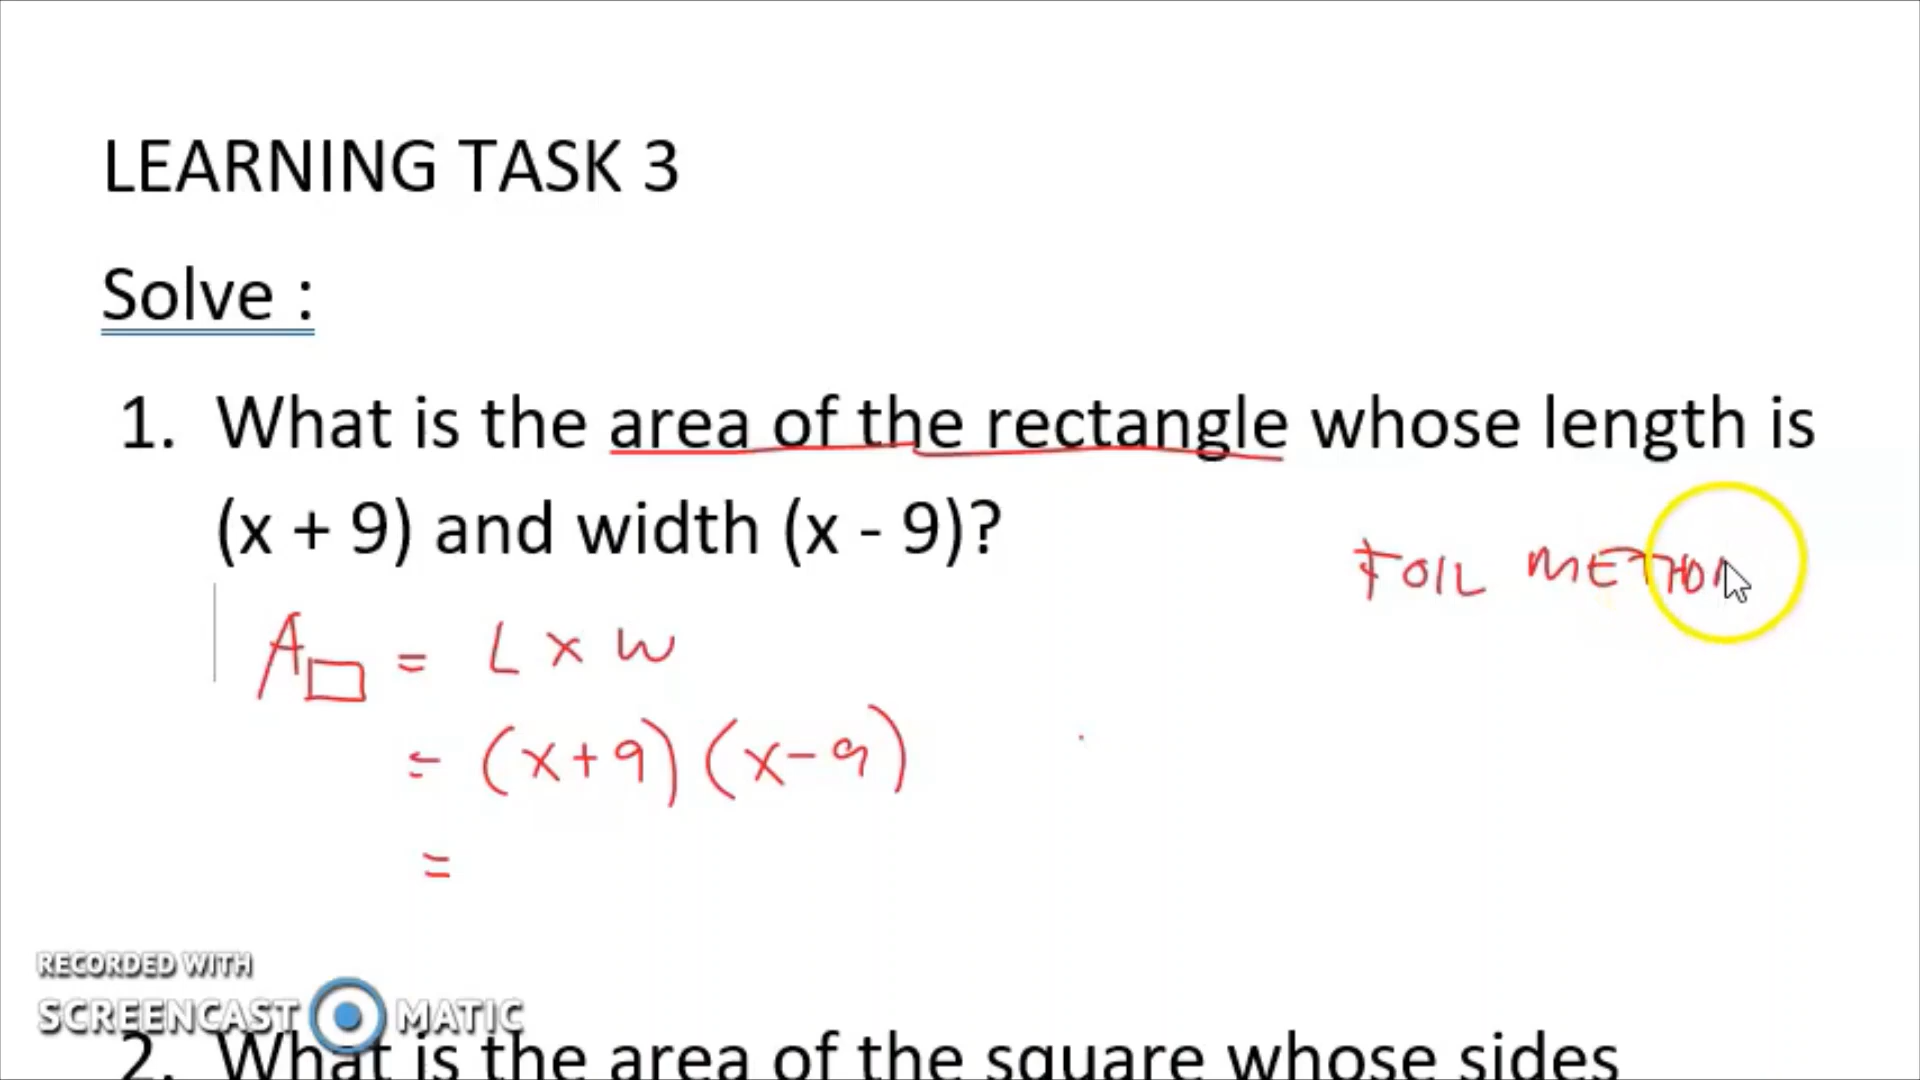 LEARNING TASK 3
Solve :
1. What is the area of the rectangle whose length is
(x + 9) and width (x - 9)?
FOIL METHO
A□ = L x W
= (x+9)(x-9)
=
RECORDED WITH
SCREENCAST MATIC
2. What is the area of the square whose sides